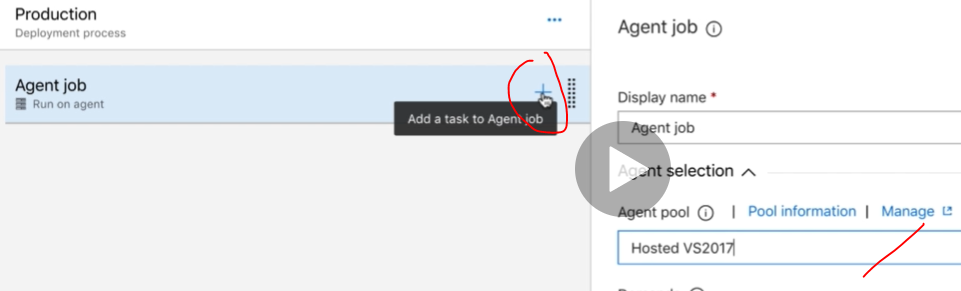 Production
Deployment process
Agent job
Run on agent
Add a task to Agent job
Agent job
Display name *
Agent job
Agent selection
Agent pool | Pool information | Manage
Hosted VS2017